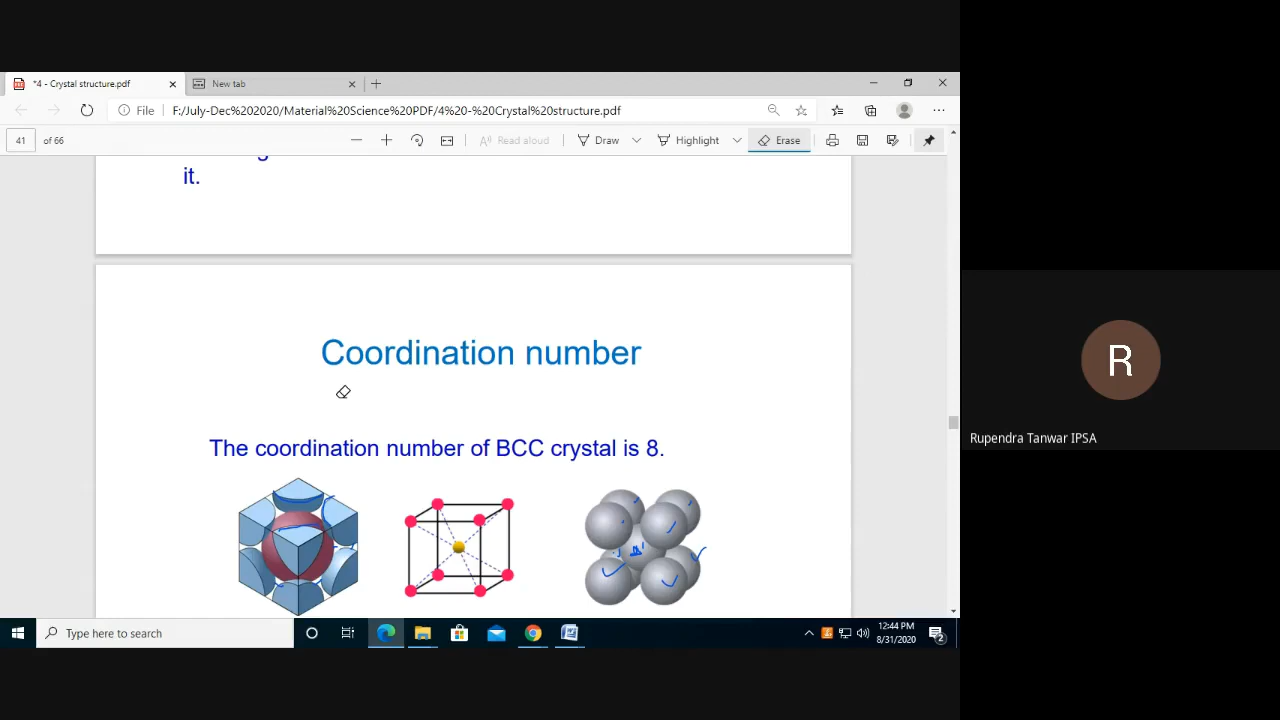 *4 - Crystal structure.pdf
New tab
File F:/July-Dec%202020/Material%20Science%20PDF/4%20-%20Crystal%20structure.pdf
41 of 66
Read aloud
Draw
Highlight
Erase
it.
Coordination number
The coordination number of BCC crystal is 8.
R
Rupendra Tanwar IPSA
Type here to search
12:44 PM
8/31/2020
2